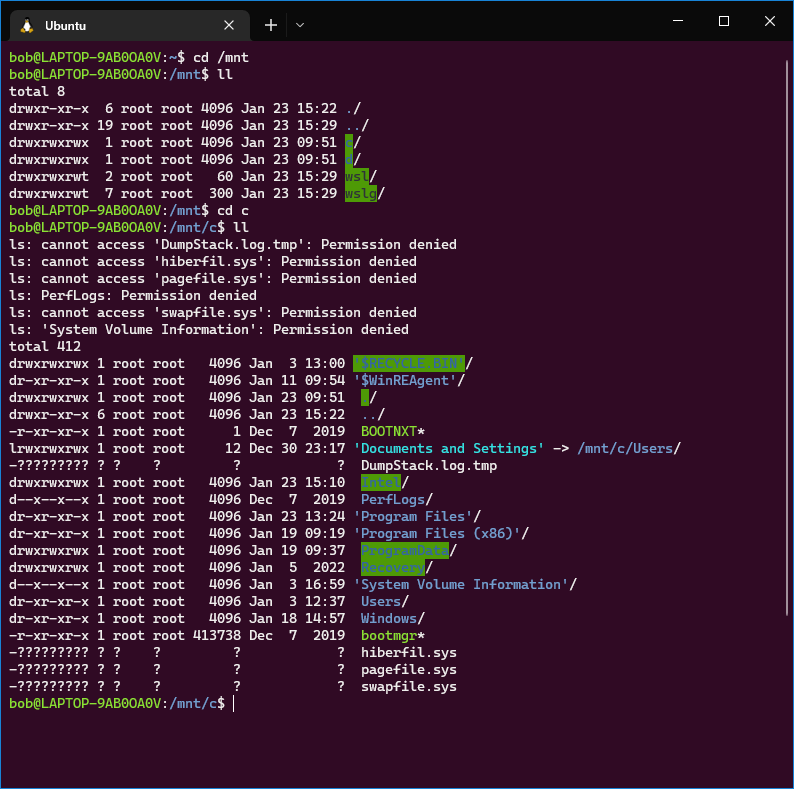 Ubuntu
bob@LAPTOP-9AB0OA0V:~$ cd /mnt
bob@LAPTOP-9AB0OA0V:/mnt$ ll
total 8
drwxr-xr-x  6 root root 4096 Jan 23 15:22 ./
drwxr-xr-x 19 root root 4096 Jan 23 15:29 ../
drwxrwxrwx  1 root root 4096 Jan 23 09:51 c/
drwxrwxrwx  1 root root 4096 Jan 23 09:51 /
drwxrwxrwt  2 root root   60 Jan 23 15:29 wsl/
drwxrwxrwt  7 root root  300 Jan 23 15:29 wslg/
bob@LAPTOP-9AB0OA0V:/mnt$ cd c
bob@LAPTOP-9AB0OA0V:/mnt/c$ ll
ls: cannot access 'DumpStack.log.tmp': Permission denied
ls: cannot access 'hiberfil.sys': Permission denied
ls: cannot access 'pagefile.sys': Permission denied
ls: PerfLogs: Permission denied
ls: cannot access 'swapfile.sys': Permission denied
ls: 'System Volume Information': Permission denied
total 412
drwxrwxrwx 1 root root   4096 Jan  3 13:00 '$RECYCLE.BIN'/
dr-xr-xr-x 1 root root   4096 Jan 11 09:54 '$WinREAgent'/
drwxrwxrwx 1 root root   4096 Jan 23 09:51  ./
drwxr-xr-x 6 root root   4096 Jan 23 15:22  ../
-r-xr-xr-x 1 root root      1 Dec  7  2019  BOOTNXT*
lrwxrwxrwx 1 root root     12 Dec 30 23:17 'Documents and Settings' -> /mnt/c/Users/
-????????? ? ?    ?         ?            ?  DumpStack.log.tmp
drwxrwxrwx 1 root root   4096 Jan 23 15:10  Intel/
d--x--x--x 1 root root   4096 Dec  7  2019  PerfLogs/
dr-xr-xr-x 1 root root   4096 Jan 23 13:24 'Program Files'/
dr-xr-xr-x 1 root root   4096 Jan 19 09:19 'Program Files (x86)'/
drwxrwxrwx 1 root root   4096 Jan 19 09:37  ProgramData/
drwxrwxrwx 1 root root   4096 Jan  5  2022  Recovery/
d--x--x--x 1 root root   4096 Jan  3 16:59 'System Volume Information'/
dr-xr-xr-x 1 root root   4096 Jan  3 12:37  Users/
dr-xr-xr-x 1 root root   4096 Jan 18 14:57  Windows/
-r-xr-xr-x 1 root root 413738 Dec  7  2019  bootmgr*
-????????? ? ?    ?         ?            ?  hiberfil.sys
-????????? ? ?    ?         ?            ?  pagefile.sys
-????????? ? ?    ?         ?            ?  swapfile.sys
bob@LAPTOP-9AB0OA0V:/mnt/c$